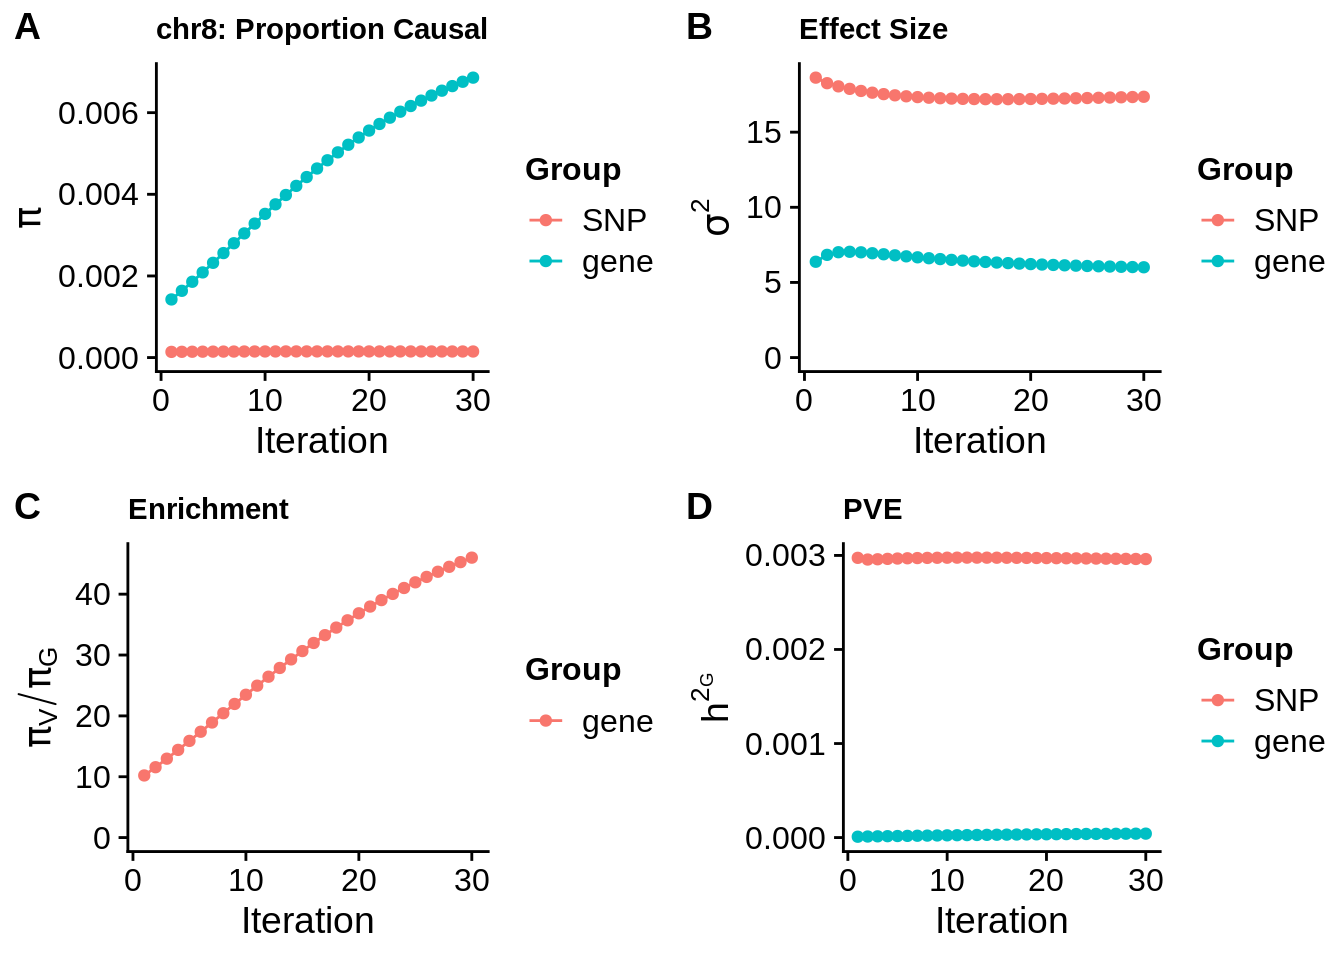 A
chr8: Proportion Causal
π
0.006
0.004
0.002
0.000
0 10 20 30
Iteration
Group
SNP
gene
B
Effect Size
σ²
15
10
5
0
0 10 20 30
Iteration
Group
SNP
gene
C
Enrichment
πV/πG
40
30
20
10
0
0 10 20 30
Iteration
Group
gene
D
PVE
h²G
0.003
0.002
0.001
0.000
0 10 20 30
Iteration
Group
SNP
gene